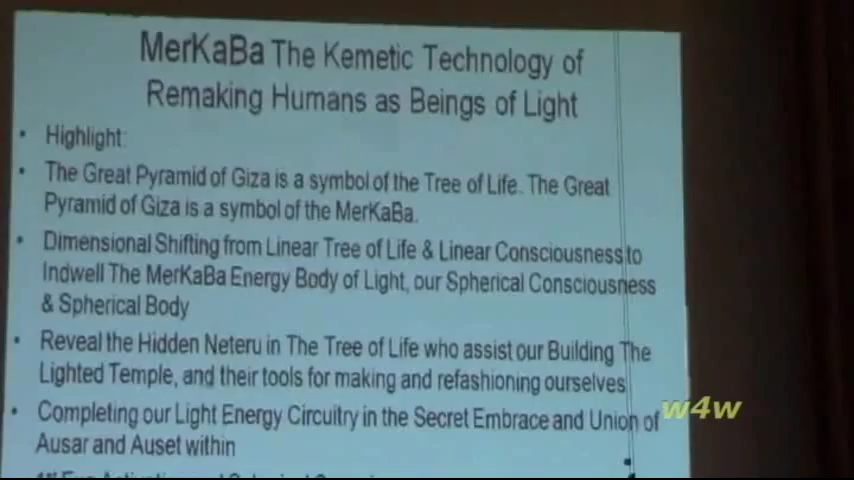 MerKaBa The Kemetic Technology of
Remaking Humans as Beings of Light
• Highlight:
• The Great Pyramid of Giza is a symbol of the Tree of Life. The Great
Pyramid of Giza is a symbol of the MerKaBa.
• Dimensional Shifting from Linear Tree of Life & Linear Consciousness to
Indwell The MerKaBa Energy Body of Light, our Spherical Consciousness
& Spherical Body
• Reveal the Hidden Neteru in The Tree of Life who assist our Building The
Lighted Temple, and their tools for making and refashioning ourselves
• Completing our Light Energy Circuitry in the Secret Embrace and Union of
Ausar and Auset within
w4w